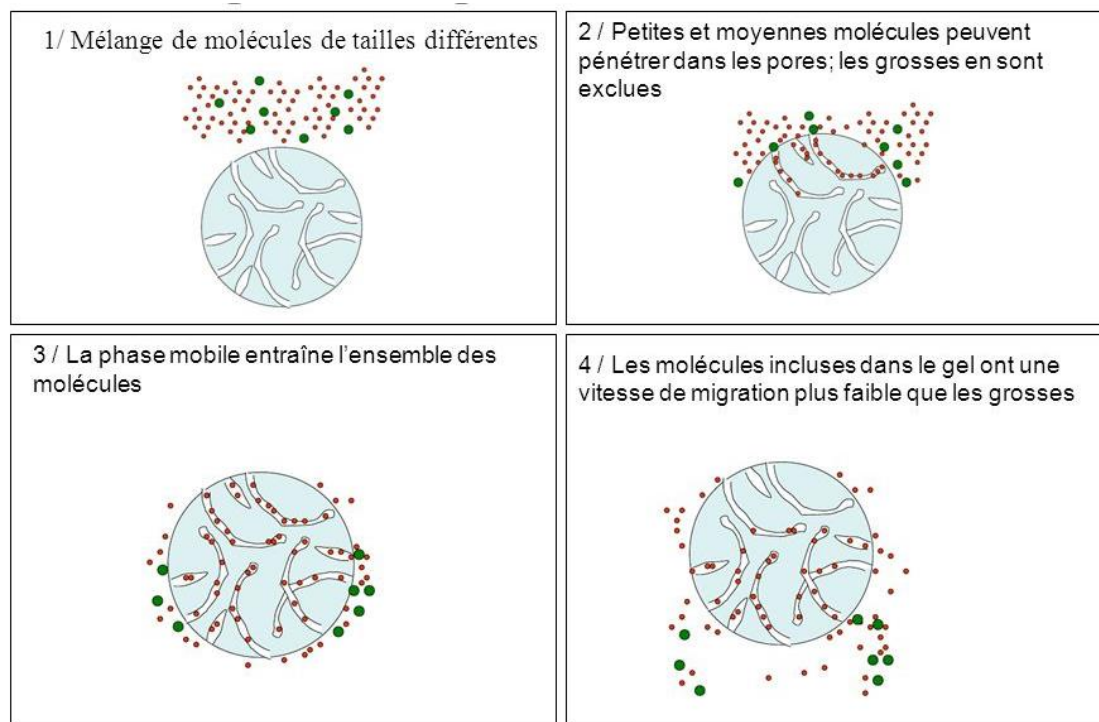 1/ Mélange de molécules de tailles différentes
2 / Petites et moyennes molécules peuvent
pénétrer dans les pores; les grosses en sont
exclues
3 / La phase mobile entraîne l'ensemble des
molécules
4 / Les molécules incluses dans le gel ont une
vitesse de migration plus faible que les grosses